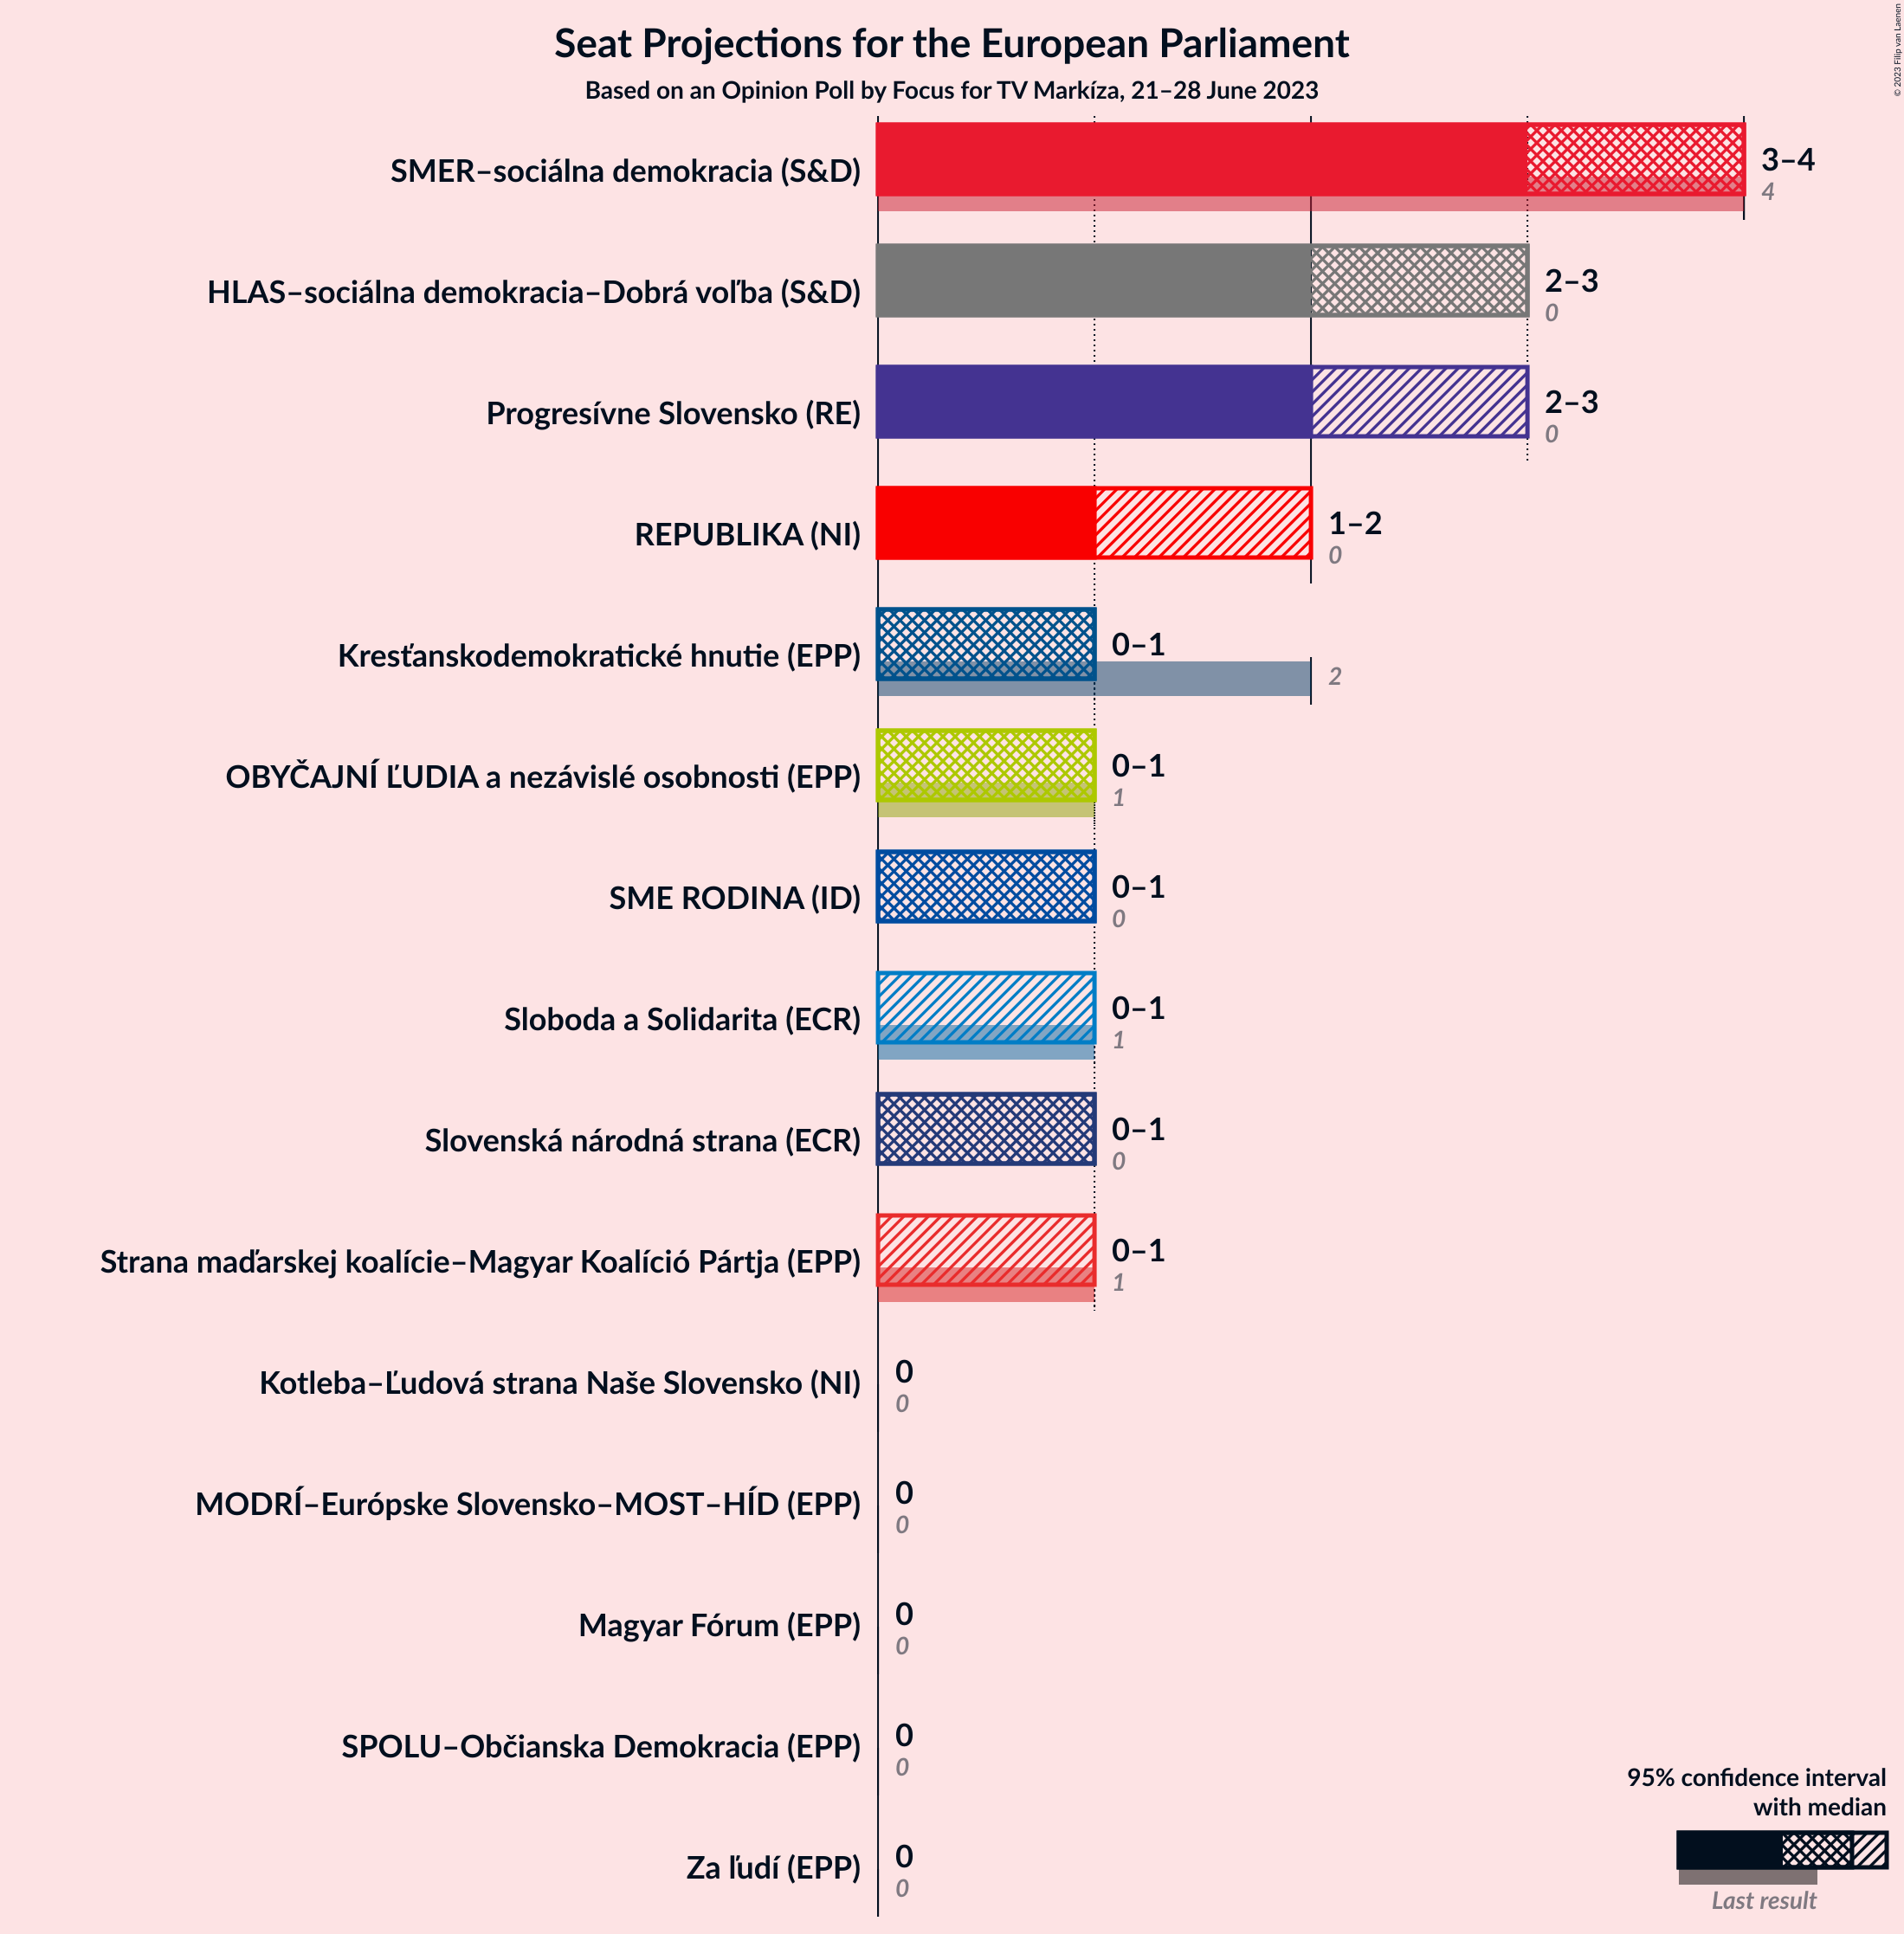 Seat Projections for the European Parliament
Based on an Opinion Poll by Focus for TV Markíza, 21–28 June 2023
© 2023 Filip van Laenen
SMER–sociálna demokracia (S&D)
3–4
4
HLAS–sociálna demokracia–Dobrá voľba (S&D)
2–3
0
Progresívne Slovensko (RE)
2–3
0
REPUBLIKA (NI)
1–2
0
Kresťanskodemokratické hnutie (EPP)
0–1
2
OBYČAJNÍ ĽUDIA a nezávislé osobnosti (EPP)
0–1
1
SME RODINA (ID)
0–1
0
Sloboda a Solidarita (ECR)
0–1
1
Slovenská národná strana (ECR)
0–1
0
Strana maďarskej koalície–Magyar Koalíció Pártja (EPP)
0–1
1
Kotleba–Ľudová strana Naše Slovensko (NI)
0
0
MODRÍ–Európske Slovensko–MOST–HÍD (EPP)
0
0
Magyar Fórum (EPP)
0
0
SPOLU–Občianska Demokracia (EPP)
0
0
Za ľudí (EPP)
0
0
95% confidence interval
with median
Last result